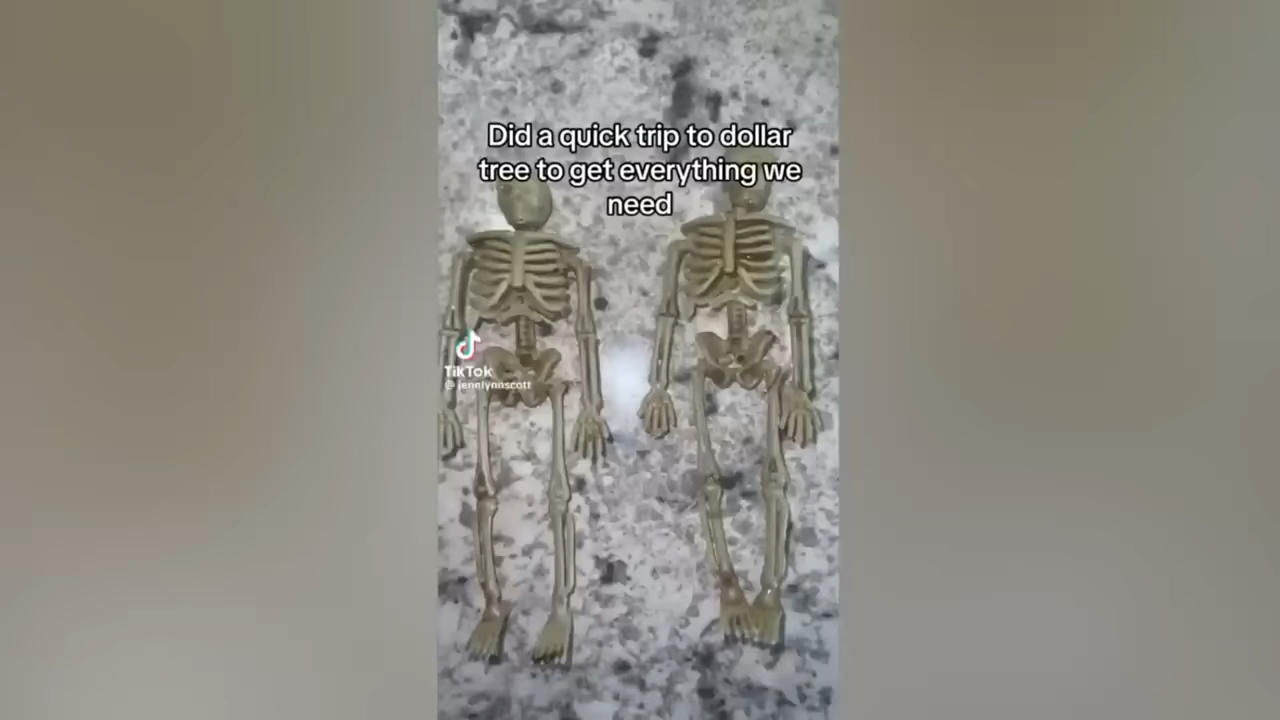 Did a quick trip to dollar
tree to get everything we
need
TikTok
@ jennlynnscott